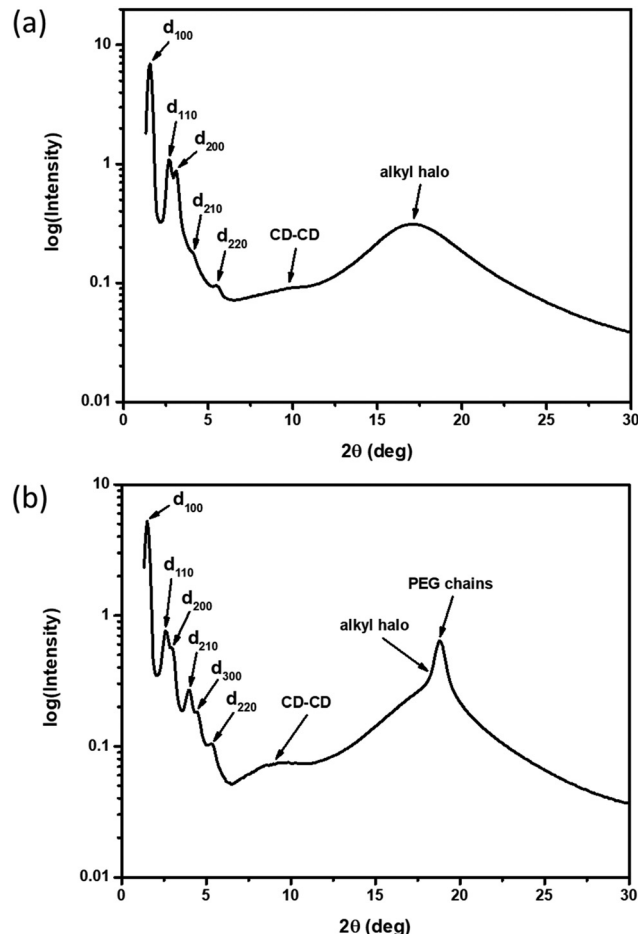 (a)
10
1
0.1
0.01
log(Intensity)
d100
d110
d200
d210
d220
CD-CD
alkyl halo
0 5 10 15 20 25 30
2θ (deg)
(b)
10
1
0.1
0.01
log(Intensity)
d100
d110
d200
d210
d300
d220
CD-CD
alkyl halo
PEG chains
0 5 10 15 20 25 30
2θ (deg)